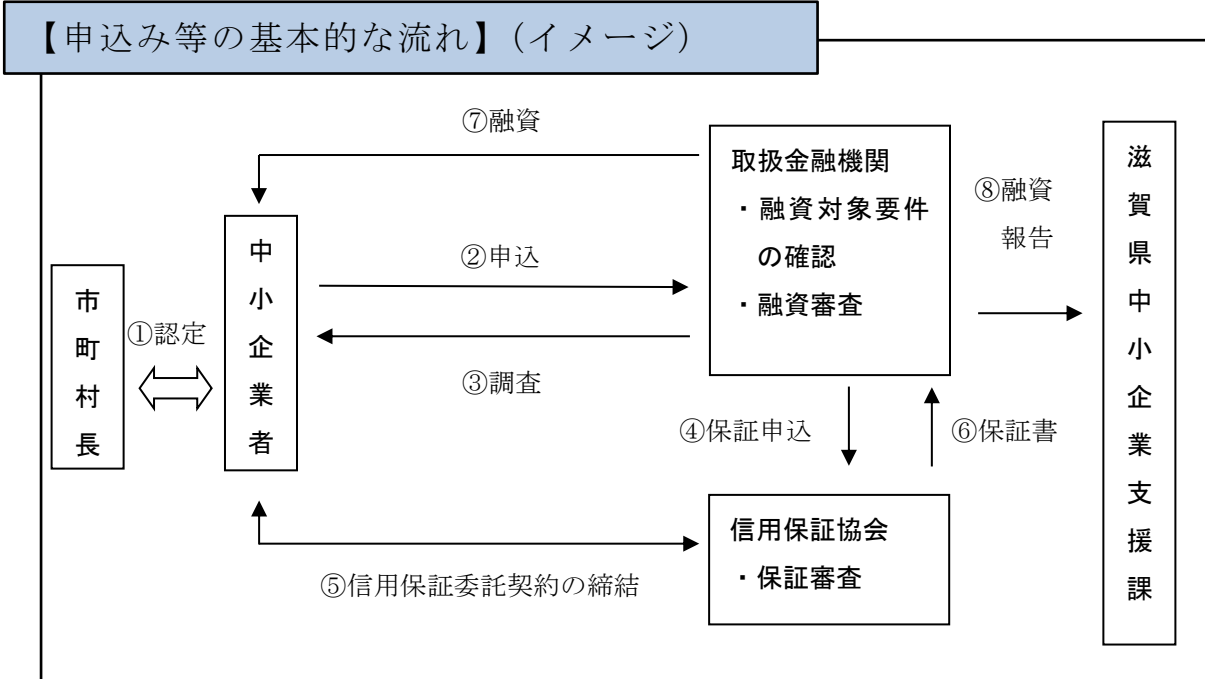 【申込み等の基本的な流れ】(イメージ)
⑦融資
取扱金融機関
・融資対象要件
の確認
・融資審査
⑧融資
報告
滋賀県中小企業支援課
中小企業者
②申込
市町村長
①認定
③調査
④保証申込
⑥保証書
信用保証協会
・保証審査
⑤信用保証委託契約の締結